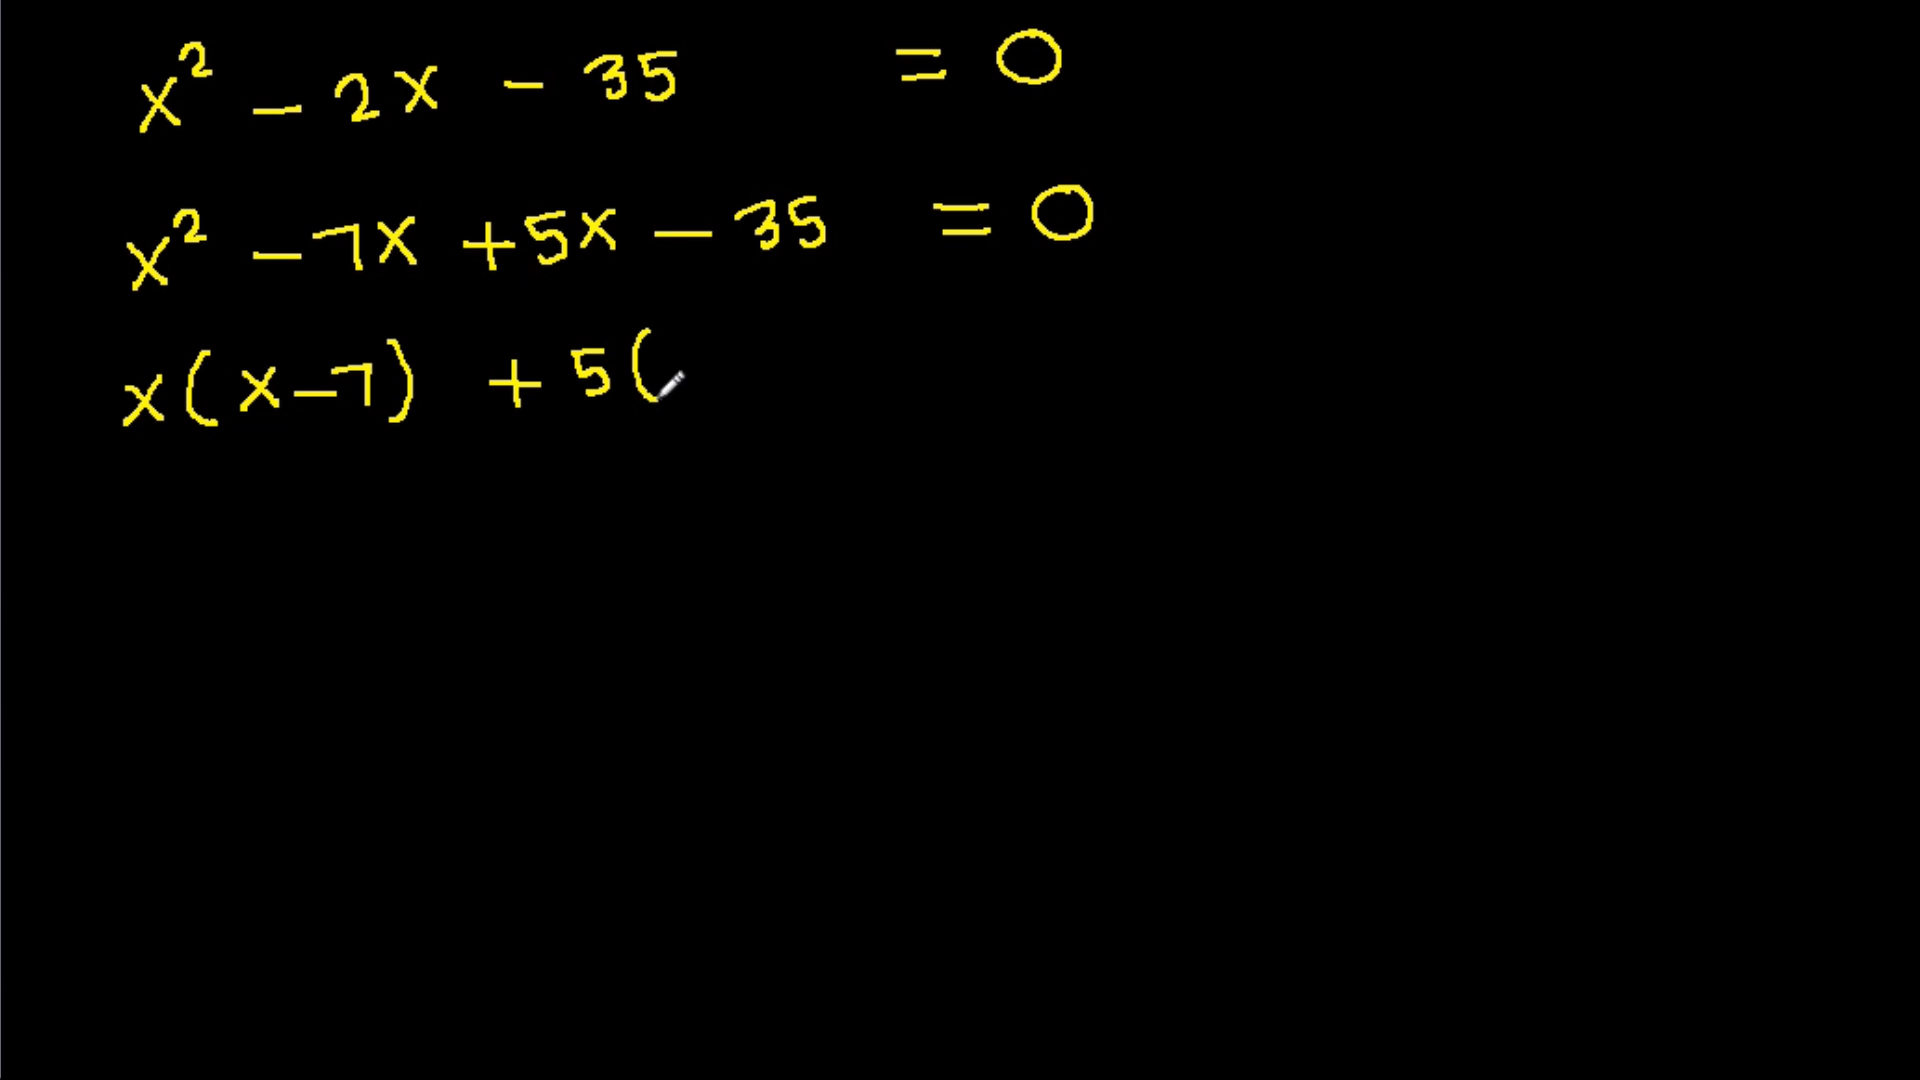 x² - 2x - 35 = 0
x² - 7x + 5x - 35 = 0
x(x-7) + 5(